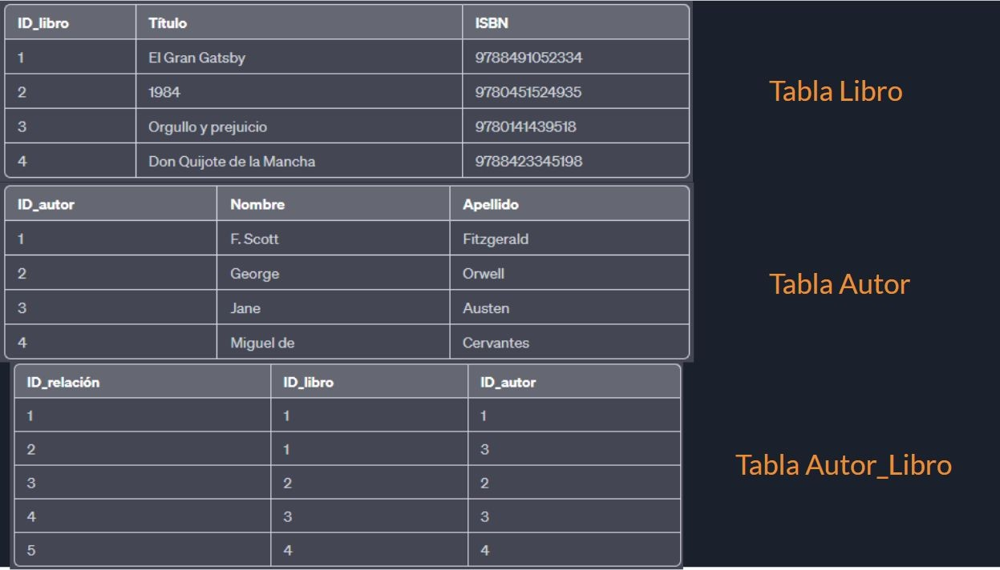 ID_libro Título ISBN
1 El Gran Gatsby 9788491052334
2 1984 9780451524935
3 Orgullo y prejuicio 9780141439518
4 Don Quijote de la Mancha 9788423345198
Tabla Libro
ID_autor Nombre Apellido
1 F. Scott Fitzgerald
2 George Orwell
3 Jane Austen
4 Miguel de Cervantes
Tabla Autor
ID_relación ID_libro ID_autor
1 1 1
2 1 3
3 2 2
4 3 3
5 4 4
Tabla Autor_Libro